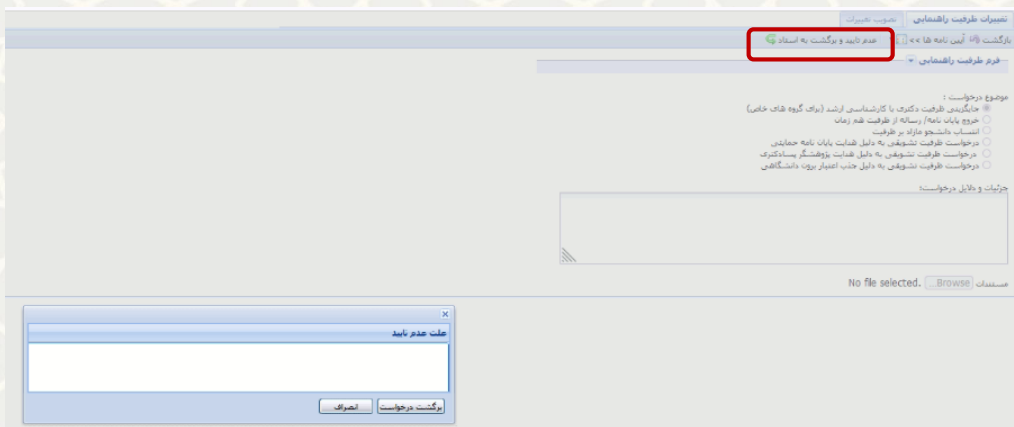 تغییرات ظرفیت راهنمایی تصویب تغییرات
بازگشت آیین نامه ها >> عدم تایید و برگشت به استاد
فرم ظرفیت راهنمایی
موضوع درخواست :
جایگزینی ظرفیت دکتری با کارشناسی ارشد (برای گروه های خاص)
خروج پایان نامه/ رساله از ظرفیت هم زمان
انتساب دانشجو مازاد بر ظرفیت
درخواست ظرفیت تشویقی به دلیل هدایت پایان نامه حمایتی
درخواست ظرفیت تشویقی به دلیل هدایت پژوهشگر پسادکتری
درخواست ظرفیت تشویقی به دلیل جذب اعتبار برون دانشگاهی
جزئیات و دلایل درخواست:
مستندات Browse... No file selected.
علت عدم تایید
برگشت درخواست انصراف